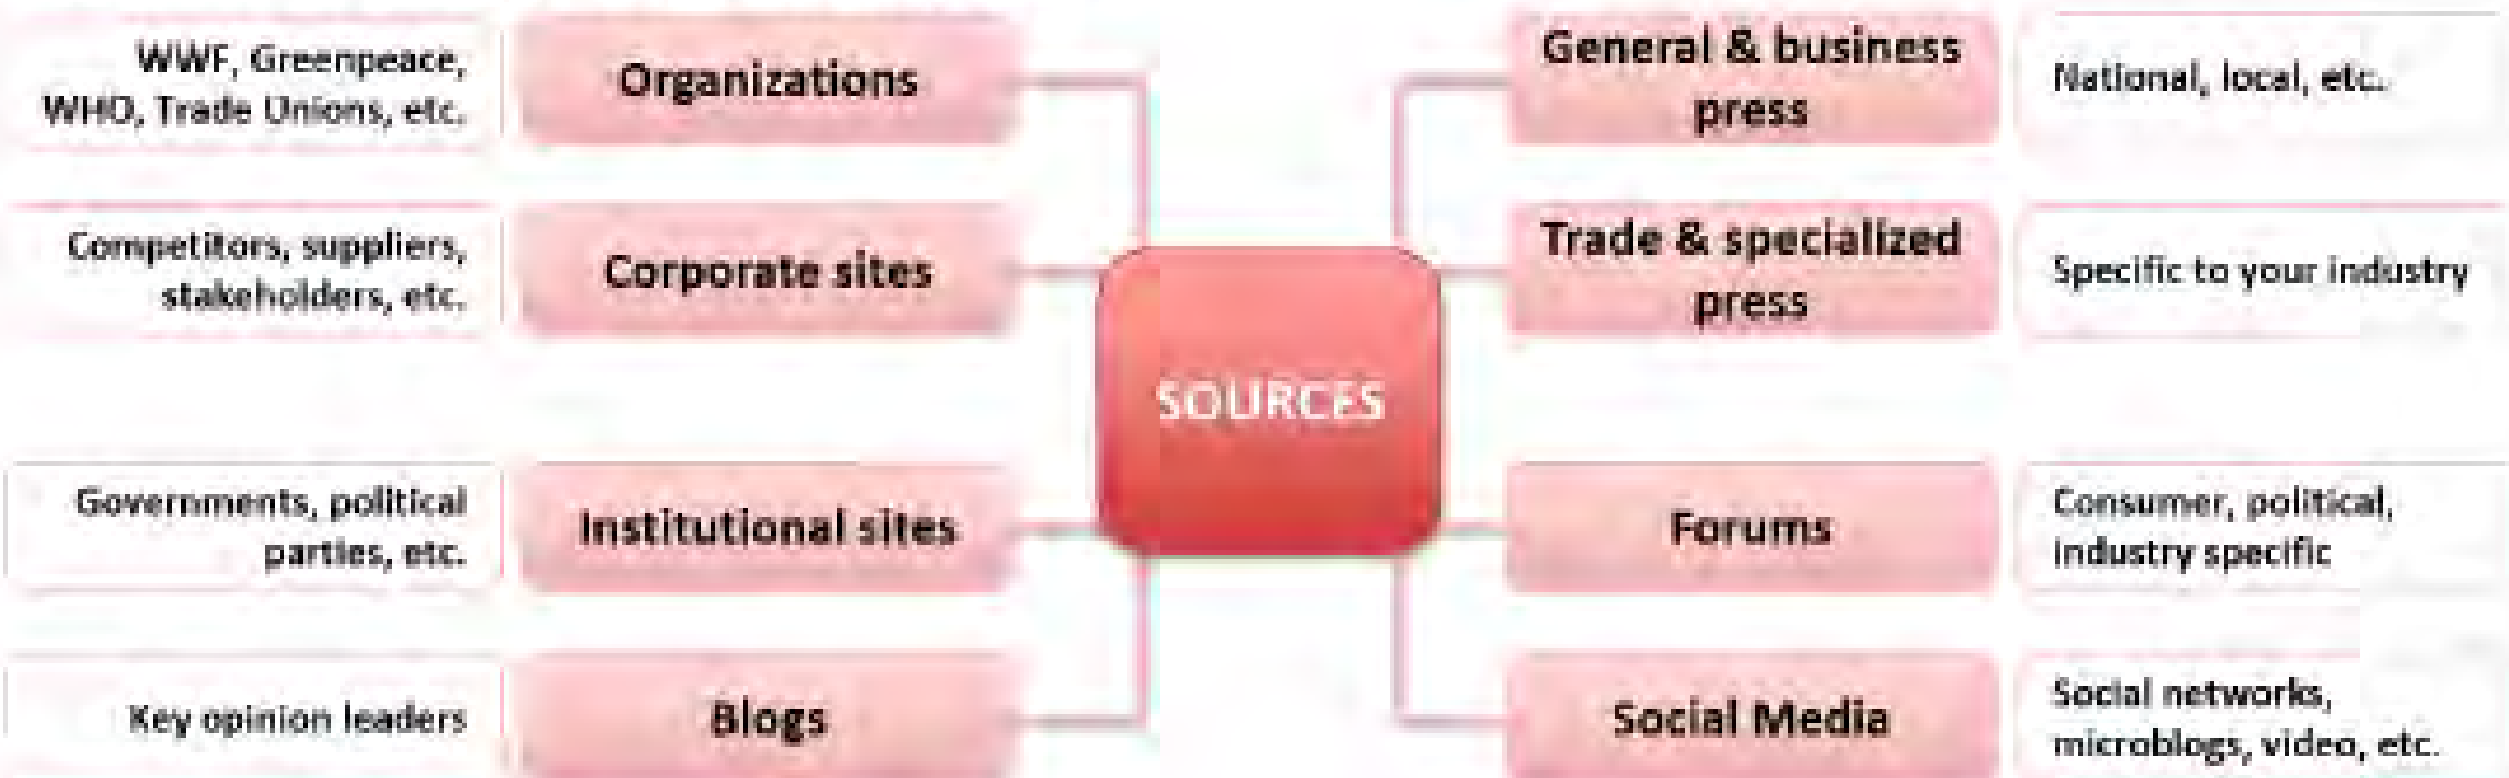 WWF, Greenpeace,
WHO, Trade Unions, etc.
Organizations
Competitors, suppliers,
stakeholders, etc.
Corporate sites
Governments, political
parties, etc.
Institutional sites
Key opinion leaders
Blogs
SOURCES
General & business
press
National, local, etc.
Trade & specialized
press
Specific to your industry
Forums
Consumer, political,
industry specific
Social Media
Social networks,
microblogs, video, etc.